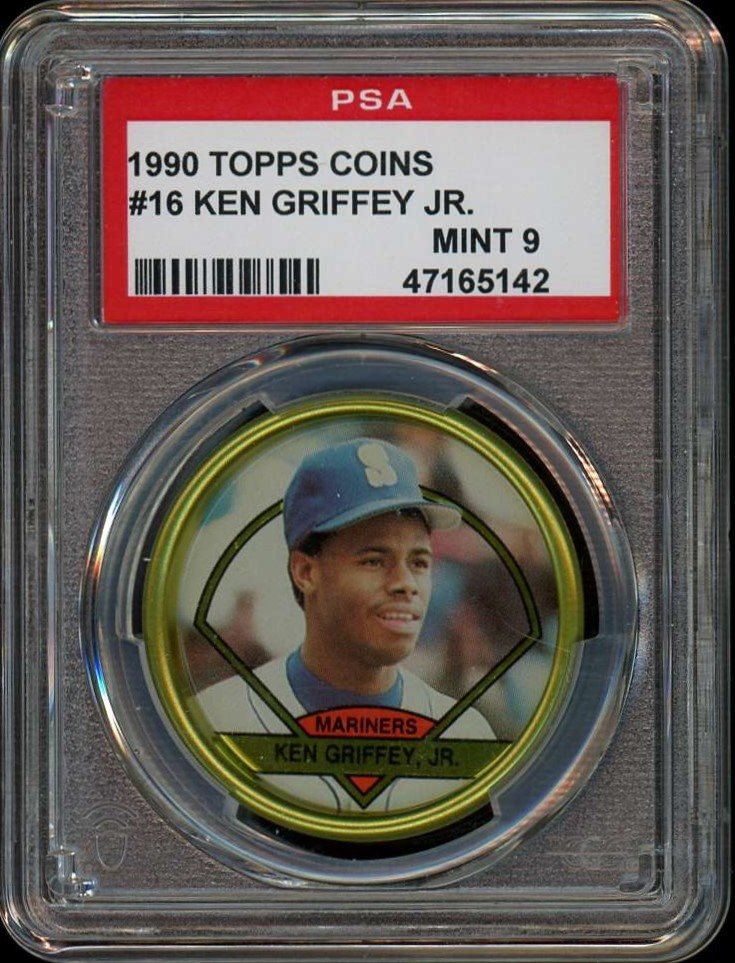 PSA
1990 TOPPS COINS
#16 KEN GRIFFEY JR.
MINT 9
47165142
S
MARINERS
KEN GRIFFEY, JR.